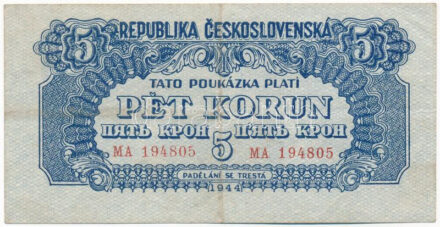 REPUBLIKA ČESKOSLOVENSKÁ
5 5
TATO POUKÁZKA PLATÍ
PĚT KORUN
ПЯТЬ КРОН 5 ПЯТЬ КРОН
MA 194805 MA 194805
PADĚLÁNÍ SE TRESTÁ
1944